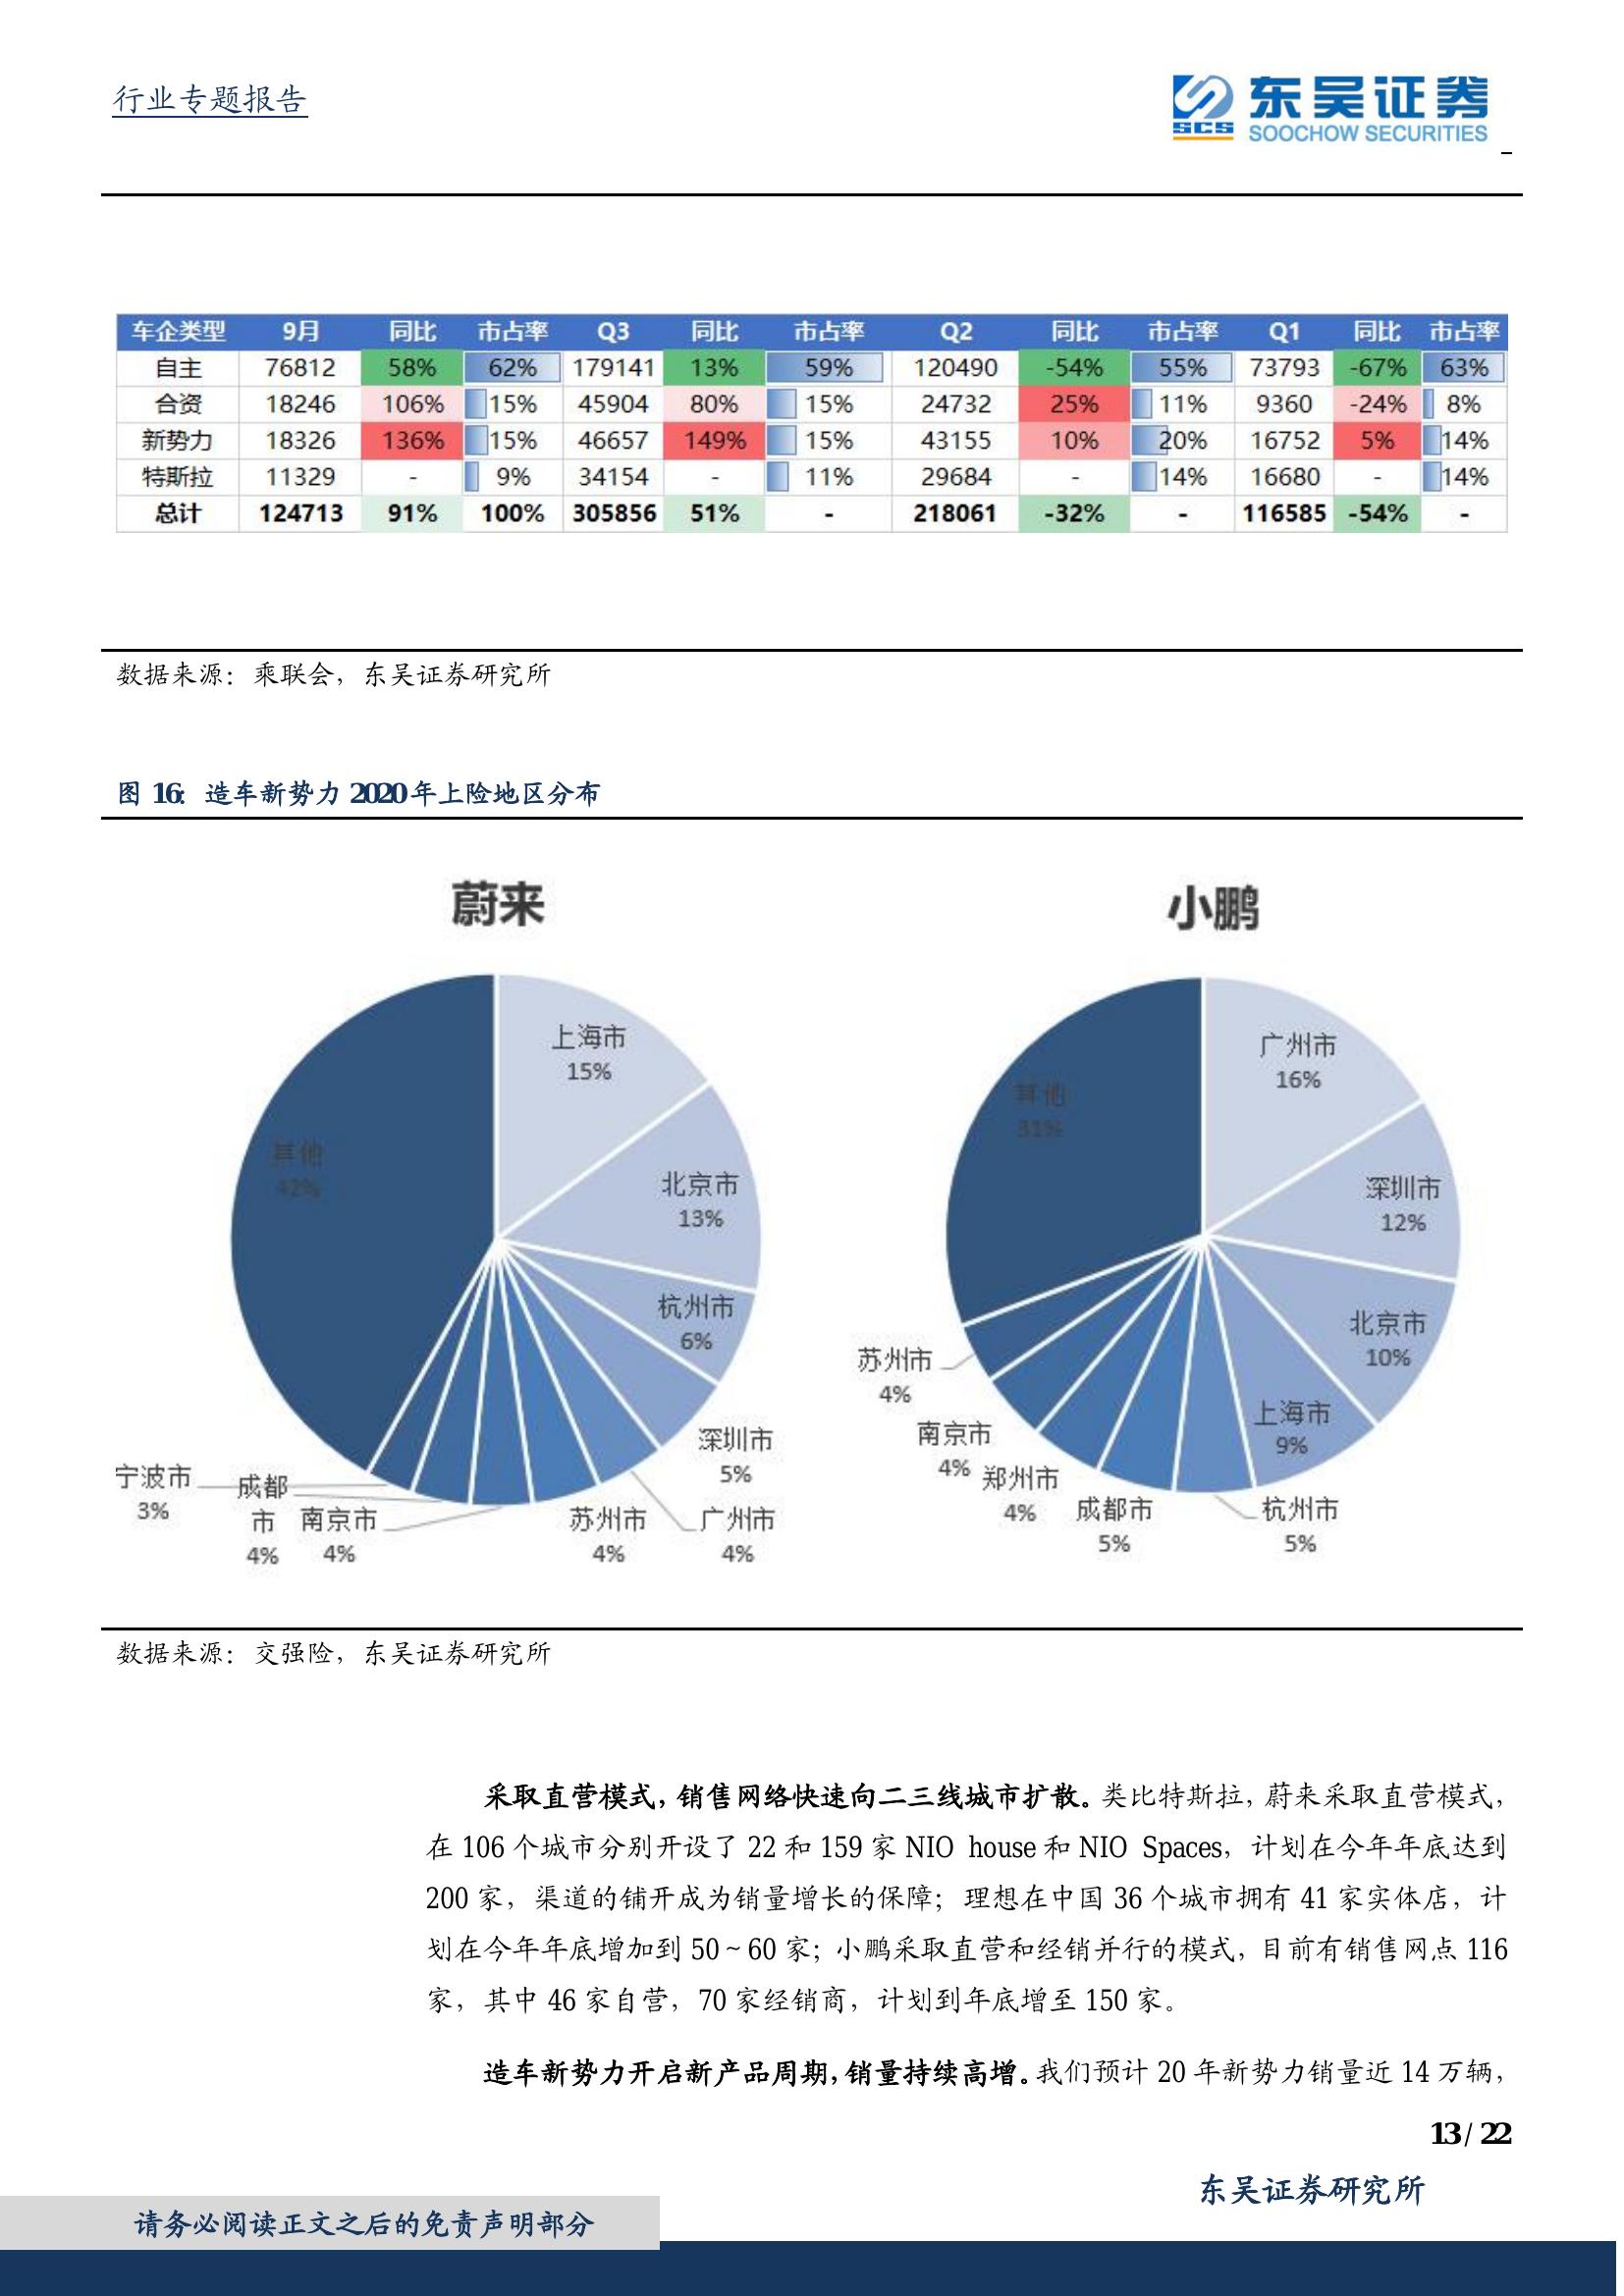 行业专题报告
东吴证券
SCS SOOCHOW SECURITIES
车企类型 9月 同比 市占率 Q3 同比 市占率 Q2 同比 市占率 Q1 同比 市占率
自主 76812 58% 62% 179141 13% 59% 120490 -54% 55% 73793 -67% 63%
合资 18246 106% 15% 45904 80% 15% 24732 25% 11% 9360 -24% 8%
新势力 18326 136% 15% 46657 149% 15% 43155 10% 20% 16752 5% 14%
特斯拉 11329 - 9% 34154 - 11% 29684 - 14% 16680 - 14%
总计 124713 91% 100% 305856 51% - 218061 -32% - 116585 -54% -
数据来源：乘联会，东吴证券研究所
图 16：造车新势力 2020 年上险地区分布
蔚来
上海市
15%
北京市
13%
杭州市
6%
深圳市
5%
广州市
4%
苏州市
4%
南京市
4%
成都
市
4%
宁波市
3%
其他
42%
小鹏
广州市
16%
深圳市
12%
北京市
10%
上海市
9%
杭州市
5%
成都市
5%
郑州市
4%
南京市
4%
苏州市
4%
其他
31%
数据来源：交强险，东吴证券研究所
采取直营模式，销售网络快速向二三线城市扩散。类比特斯拉，蔚来采取直营模式，
在 106 个城市分别开设了 22 和 159 家 NIO house 和 NIO Spaces，计划在今年年底达到
200 家，渠道的铺开成为销量增长的保障；理想在中国 36 个城市拥有 41 家实体店，计
划在今年年底增加到 50~60 家；小鹏采取直营和经销并行的模式，目前有销售网点 116
家，其中 46 家自营，70 家经销商，计划到年底增至 150 家。
造车新势力开启新产品周期，销量持续高增。我们预计 20 年新势力销量近 14 万辆，
13 / 22
东吴证券研究所
请务必阅读正文之后的免责声明部分